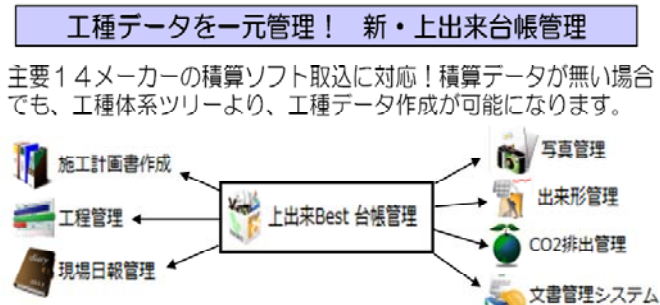 工種データを一元管理！　新・上出来台帳管理
主要１４メーカーの積算ソフト取込に対応！積算データが無い場合
でも、工種体系ツリーより、工種データ作成が可能になります。
施工計画書作成
工程管理
現場日報管理
上出来Best 台帳管理
写真管理
出来形管理
CO2排出管理
文書管理システム
diary